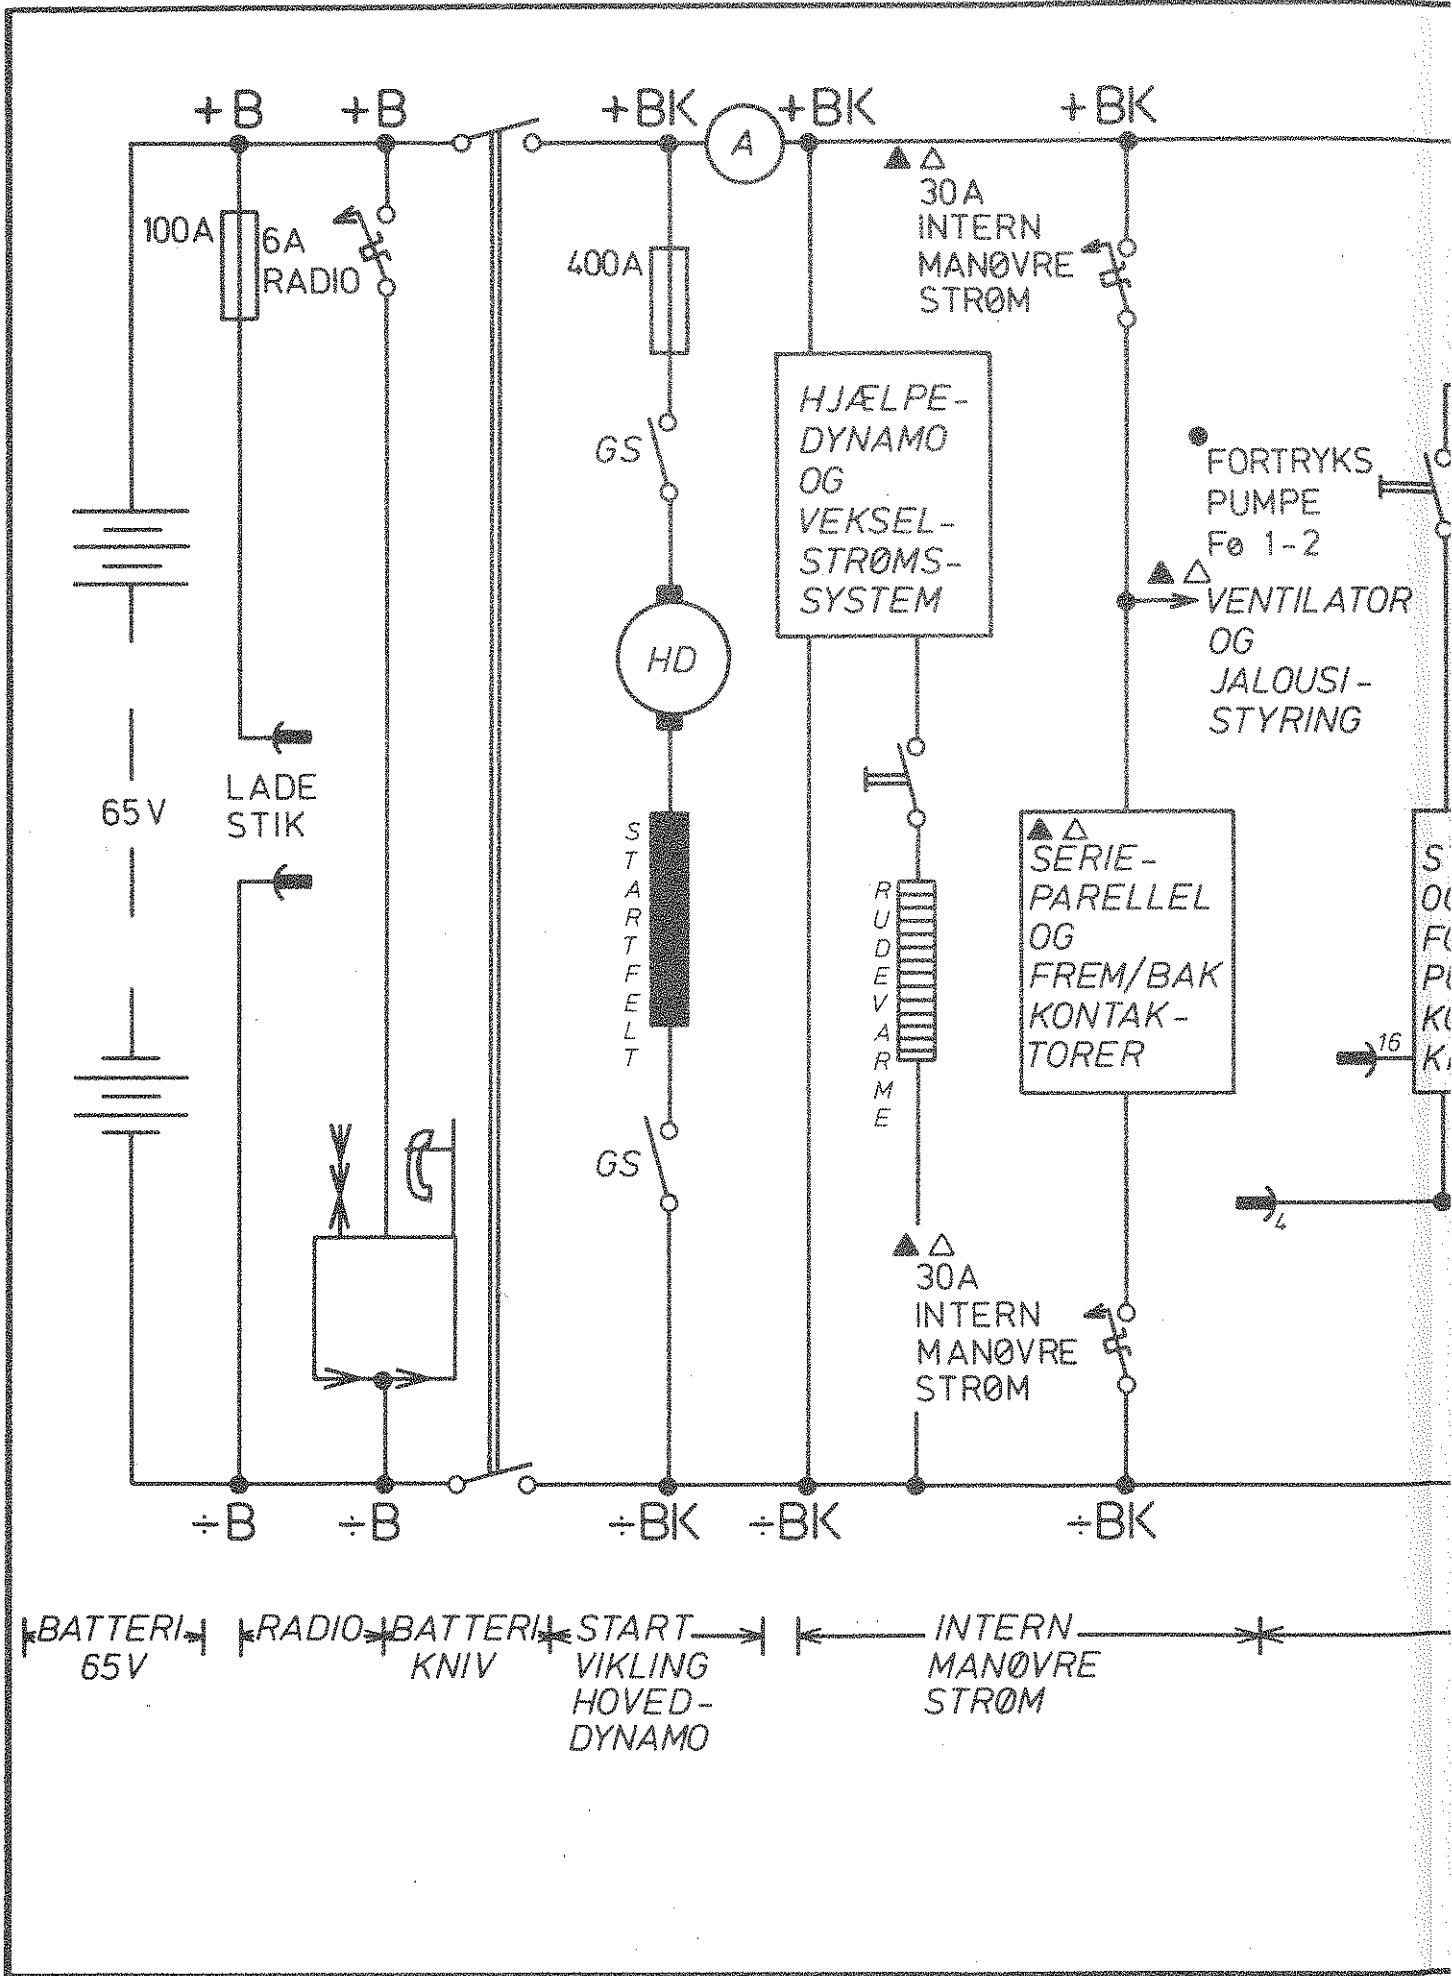 +B
+B
+BK
A
+BK
+BK
100A
6A
RADIO
400A
30A
INTERN
MANØVRE
STRØM
GS
HJÆLPE-
DYNAMO
OG
VEKSEL-
STRØMS-
SYSTEM
FORTRYKS
PUMPE
Fø 1-2
VENTILATOR
OG
JALOUSI-
STYRING
HD
65V
LADE
STIK
STARTFELT
RUDEVARME
SERIE-
PARELLEL
OG
FREM/BAK
KONTAK-
TORER
16
4
GS
30A
INTERN
MANØVRE
STRØM
÷B
÷B
÷BK
÷BK
÷BK
BATTERI
65V
RADIO
BATTERI
KNIV
START
VIKLING
HOVED-
DYNAMO
INTERN
MANØVRE
STRØM